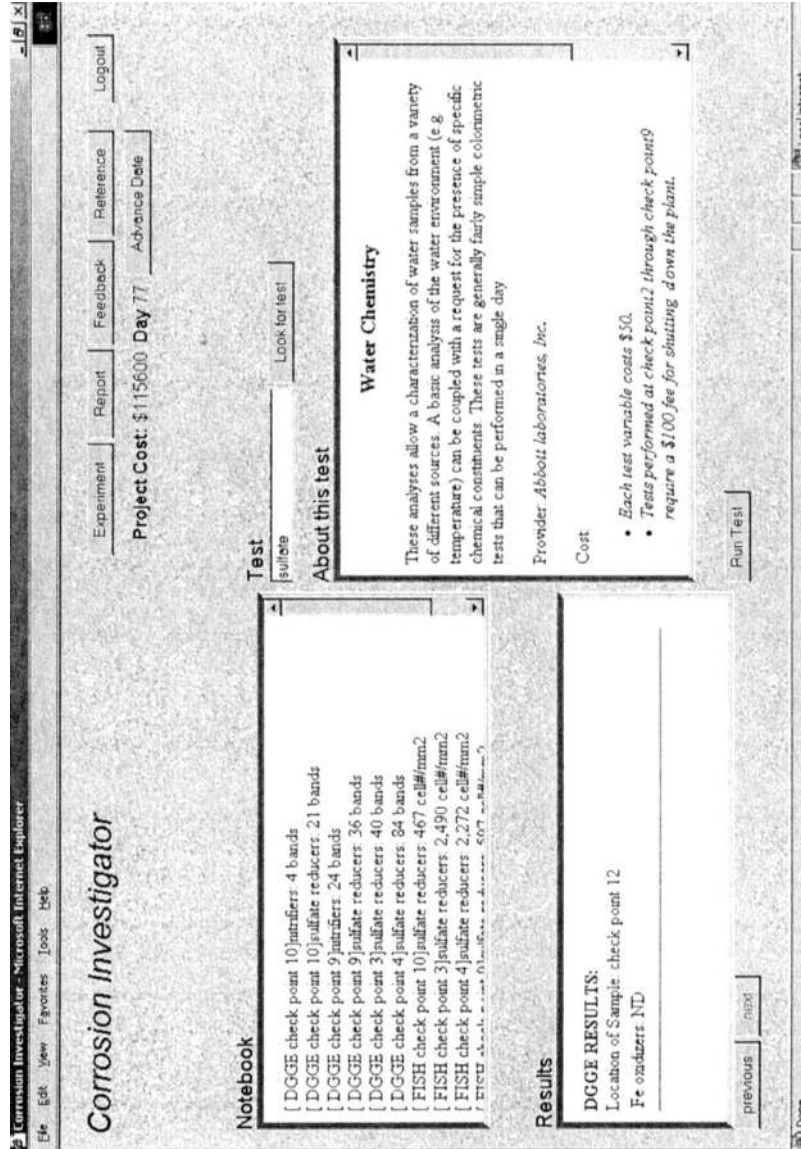 Corrosion Investigator - Microsoft Internet Explorer
File Edit View Favorites Tools Help
Corrosion Investigator
Experiment Report Feedback Reference Logout
Project Cost: $115600 Day 77 Advance Date
Notebook
[ DGGE check point 10]nitrifiers: 4 bands
[ DGGE check point 10]sulfate reducers: 21 bands
[ DGGE check point 9]nitrifiers: 24 bands
[ DGGE check point 9]sulfate reducers: 36 bands
[ DGGE check point 3]sulfate reducers: 40 bands
[ DGGE check point 4]sulfate reducers: 84 bands
[ FISH check point 10]sulfate reducers: 467 cell#/mm2
[ FISH check point 3]sulfate reducers: 2,490 cell#/mm2
[ FISH check point 4]sulfate reducers: 2,272 cell#/mm2
Test
sulfate Look for test
About this test
Water Chemistry
These analyses allow a characterization of water samples from a variety
of different sources. A basic analysis of the water environment (e.g.
temperature) can be coupled with a request for the presence of specific
chemical constituents. These tests are generally fairly simple colorimetric
tests that can be performed in a single day
Provider: Abbott laboratories, Inc.
Cost
• Each test variable costs $50.
• Tests performed at check point2 through check point9
require a $100 fee for shutting down the plant.
Run Test
Results
DGGE RESULTS:
Location of Sample: check point 12
Fe oxidizers: ND
previous next
Done